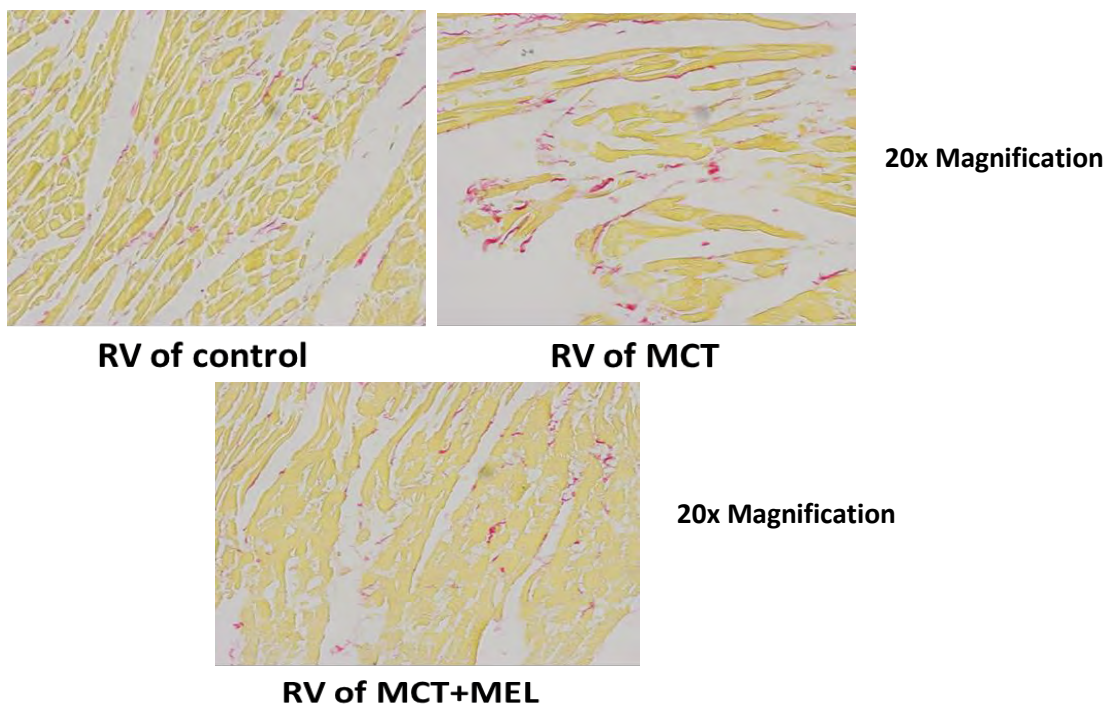 20x Magnification
RV of control
RV of MCT
20x Magnification
RV of MCT+MEL